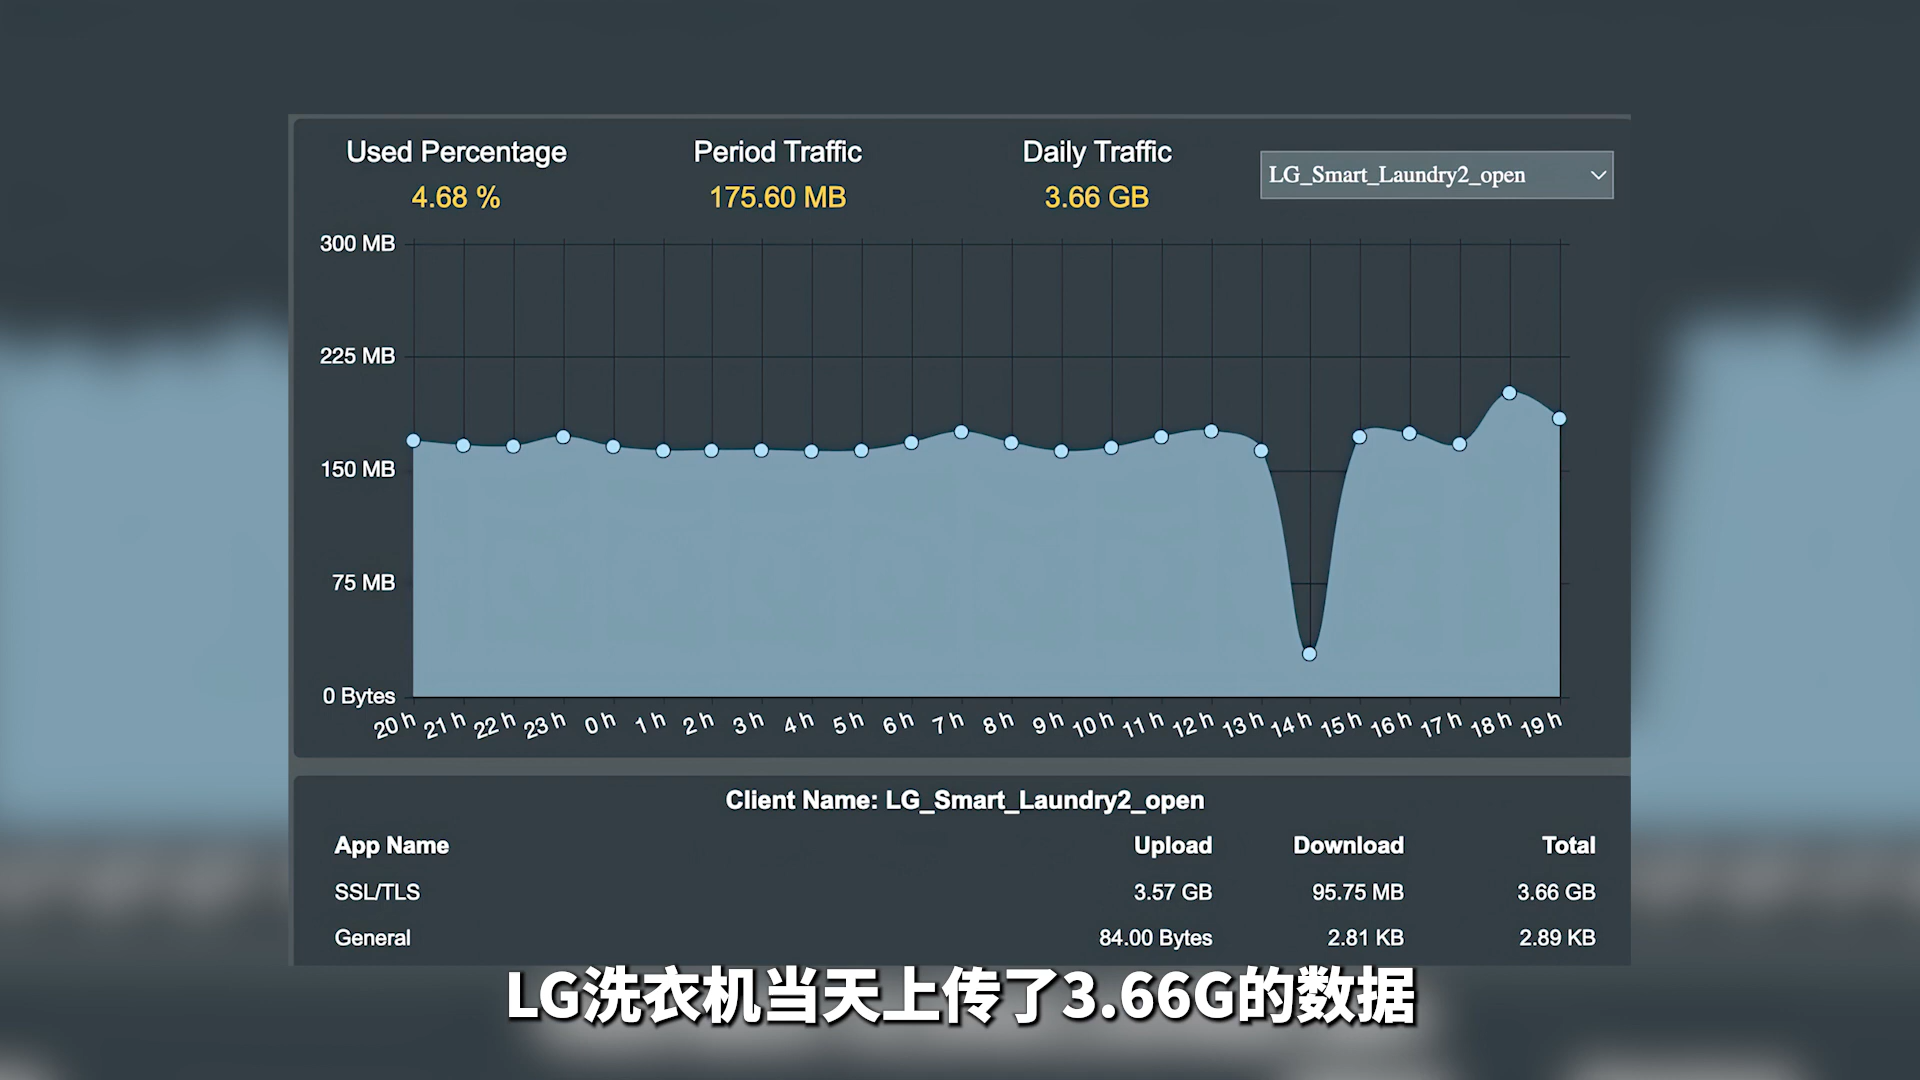 Used Percentage Period Traffic Daily Traffic
4.68 % 175.60 MB 3.66 GB LG_Smart_Laundry2_open
300 MB
225 MB
150 MB
75 MB
0 Bytes
20 h 21 h 22 h 23 h 0 h 1 h 2 h 3 h 4 h 5 h 6 h 7 h 8 h 9 h 10 h 11 h 12 h 13 h 14 h 15 h 16 h 17 h 18 h 19 h
Client Name: LG_Smart_Laundry2_open
App Name Upload Download Total
SSL/TLS 3.57 GB 95.75 MB 3.66 GB
General 84.00 Bytes 2.81 KB 2.89 KB
LG洗衣机当天上传了3.66G的数据